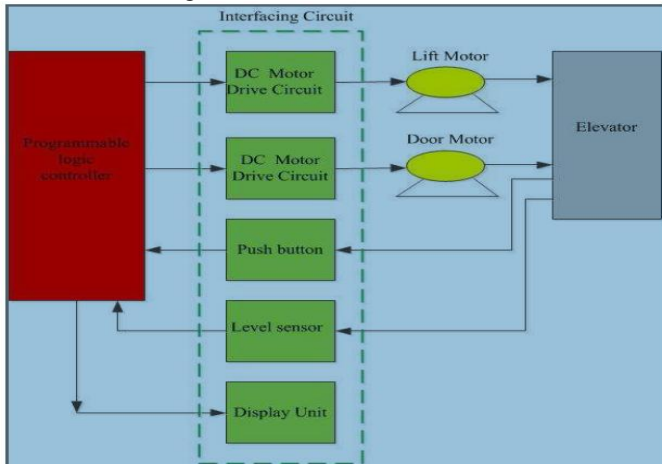 Interfacing Circuit
DC Motor
Drive Circuit
Lift Motor
Programmable
logic
controller
Elevator
DC Motor
Drive Circuit
Door Motor
Push button
Level sensor
Display Unit